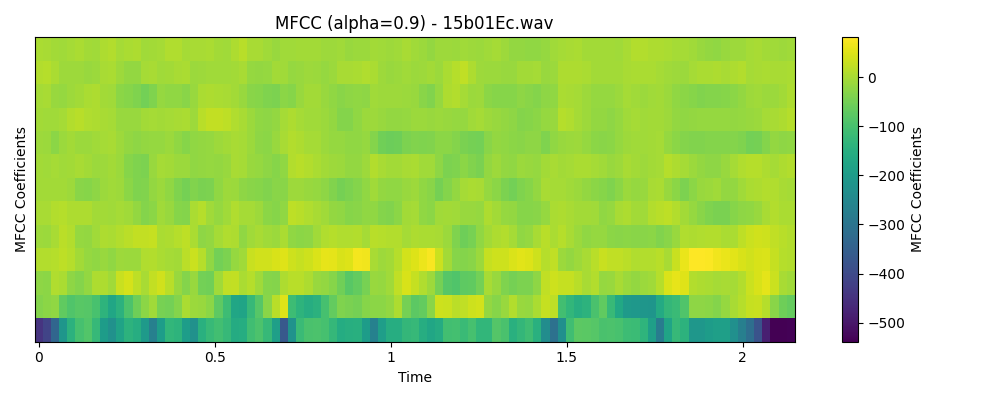 MFCC (alpha=0.9) - 15b01Ec.wav
MFCC Coefficients
0
0.5
1
1.5
2
Time
0
−100
−200
−300
−400
−500
MFCC Coefficients